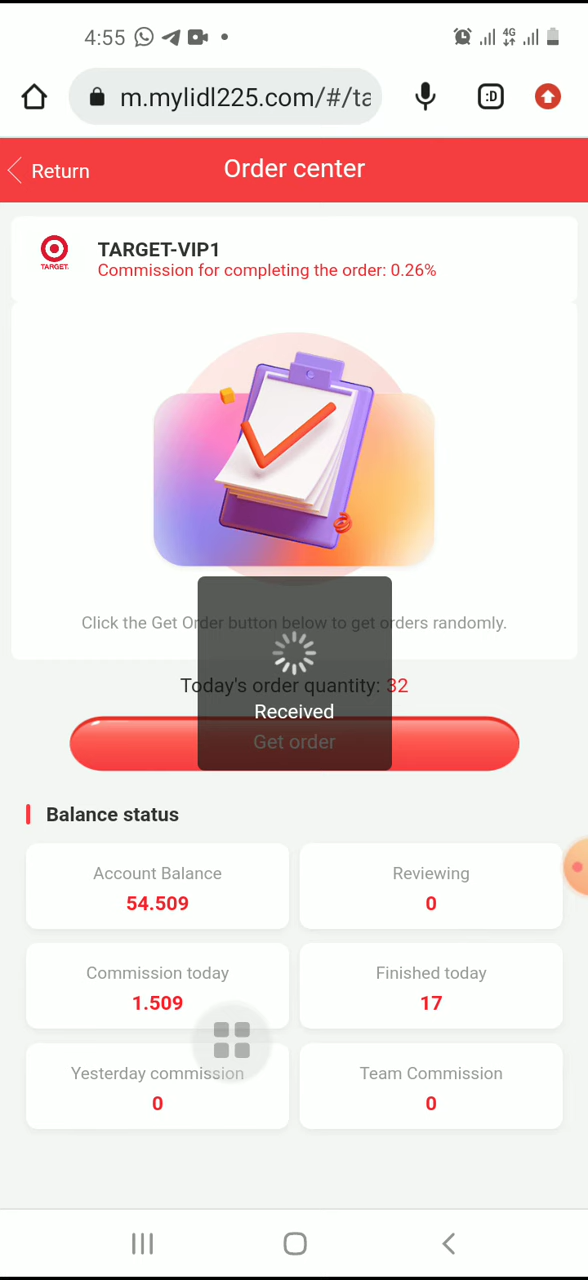 4:55
4G
m.mylidl225.com/#/ta
:D
Return
Order center
TARGET-VIP1
TARGET.
Commission for completing the order: 0.26%
Click the Get Order button below to get orders randomly.
Today's order quantity: 32
Received
Get order
Balance status
Account Balance
54.509
Reviewing
0
Commission today
1.509
Finished today
17
Yesterday commission
0
Team Commission
0